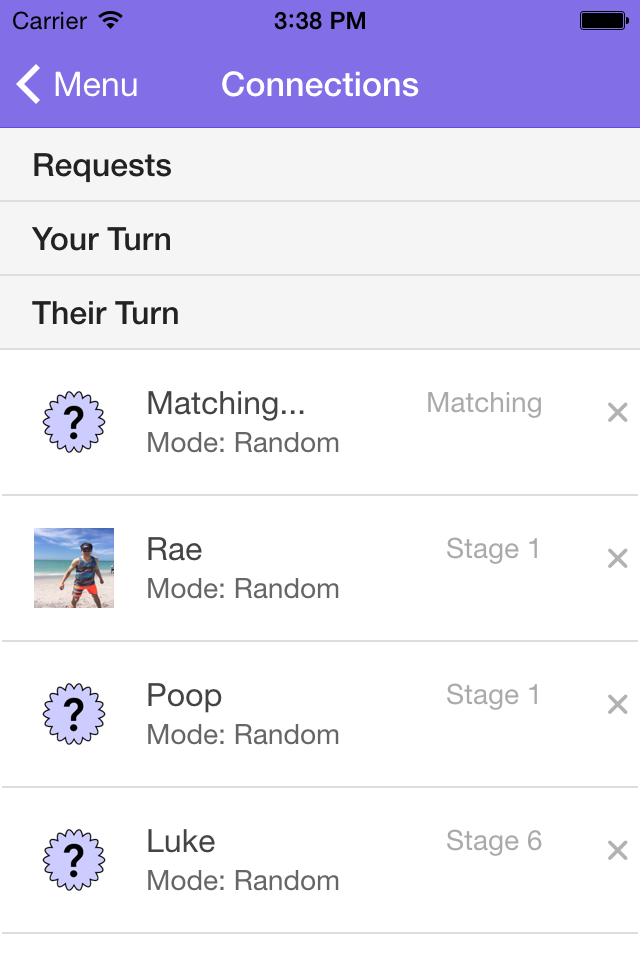 Carrier 3:38 PM
Menu Connections
Requests
Your Turn
Their Turn
? Matching... Matching
Mode: Random
Rae Stage 1
Mode: Random
? Poop Stage 1
Mode: Random
? Luke Stage 6
Mode: Random